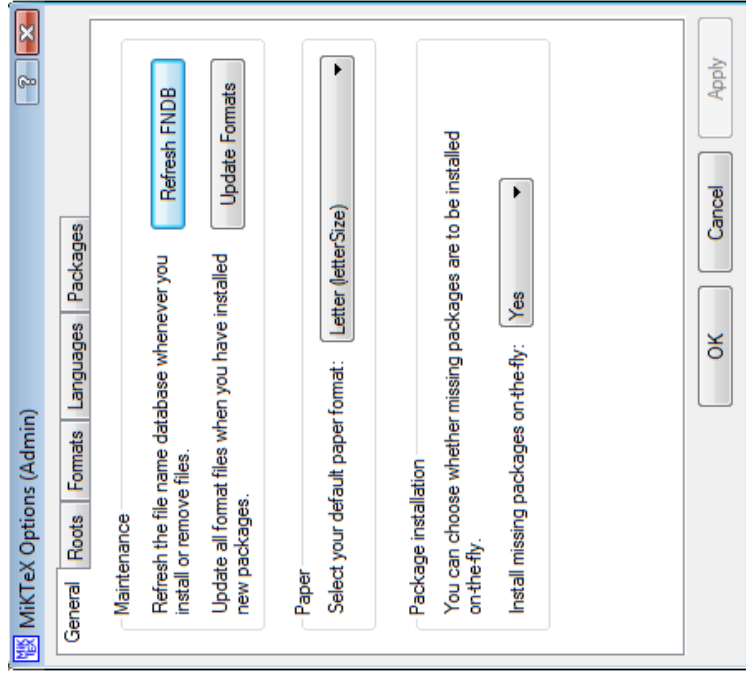 MiKTeX Options (Admin)
General Roots Formats Languages Packages
Maintenance
Refresh the file name database whenever you
install or remove files.
Refresh FNDB
Update all format files when you have installed
new packages.
Update Formats
Paper
Select your default paper format: Letter (letterSize)
Package installation
You can choose whether missing packages are to be installed
on-the-fly.
Install missing packages on-the-fly: Yes
OK Cancel Apply